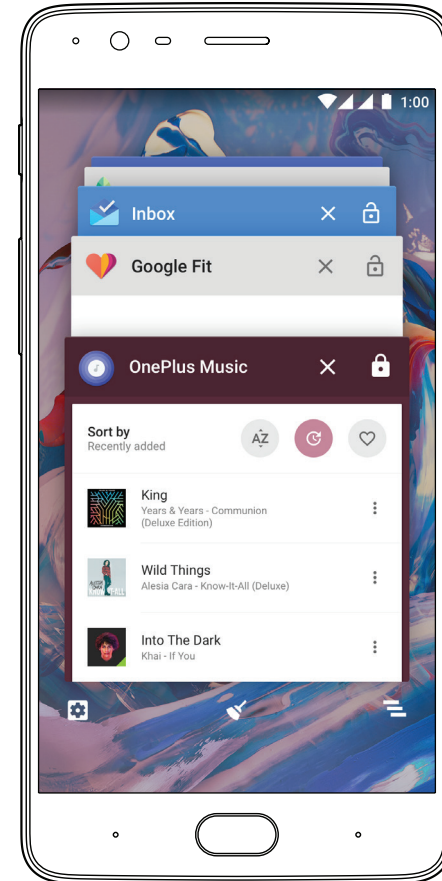 1:00
Inbox
Google Fit
OnePlus Music
Sort by
Recently added
AZ
King
Years & Years - Communion
(Deluxe Edition)
Wild Things
Alesia Cara - Know-It-All (Deluxe)
Into The Dark
Khai - If You